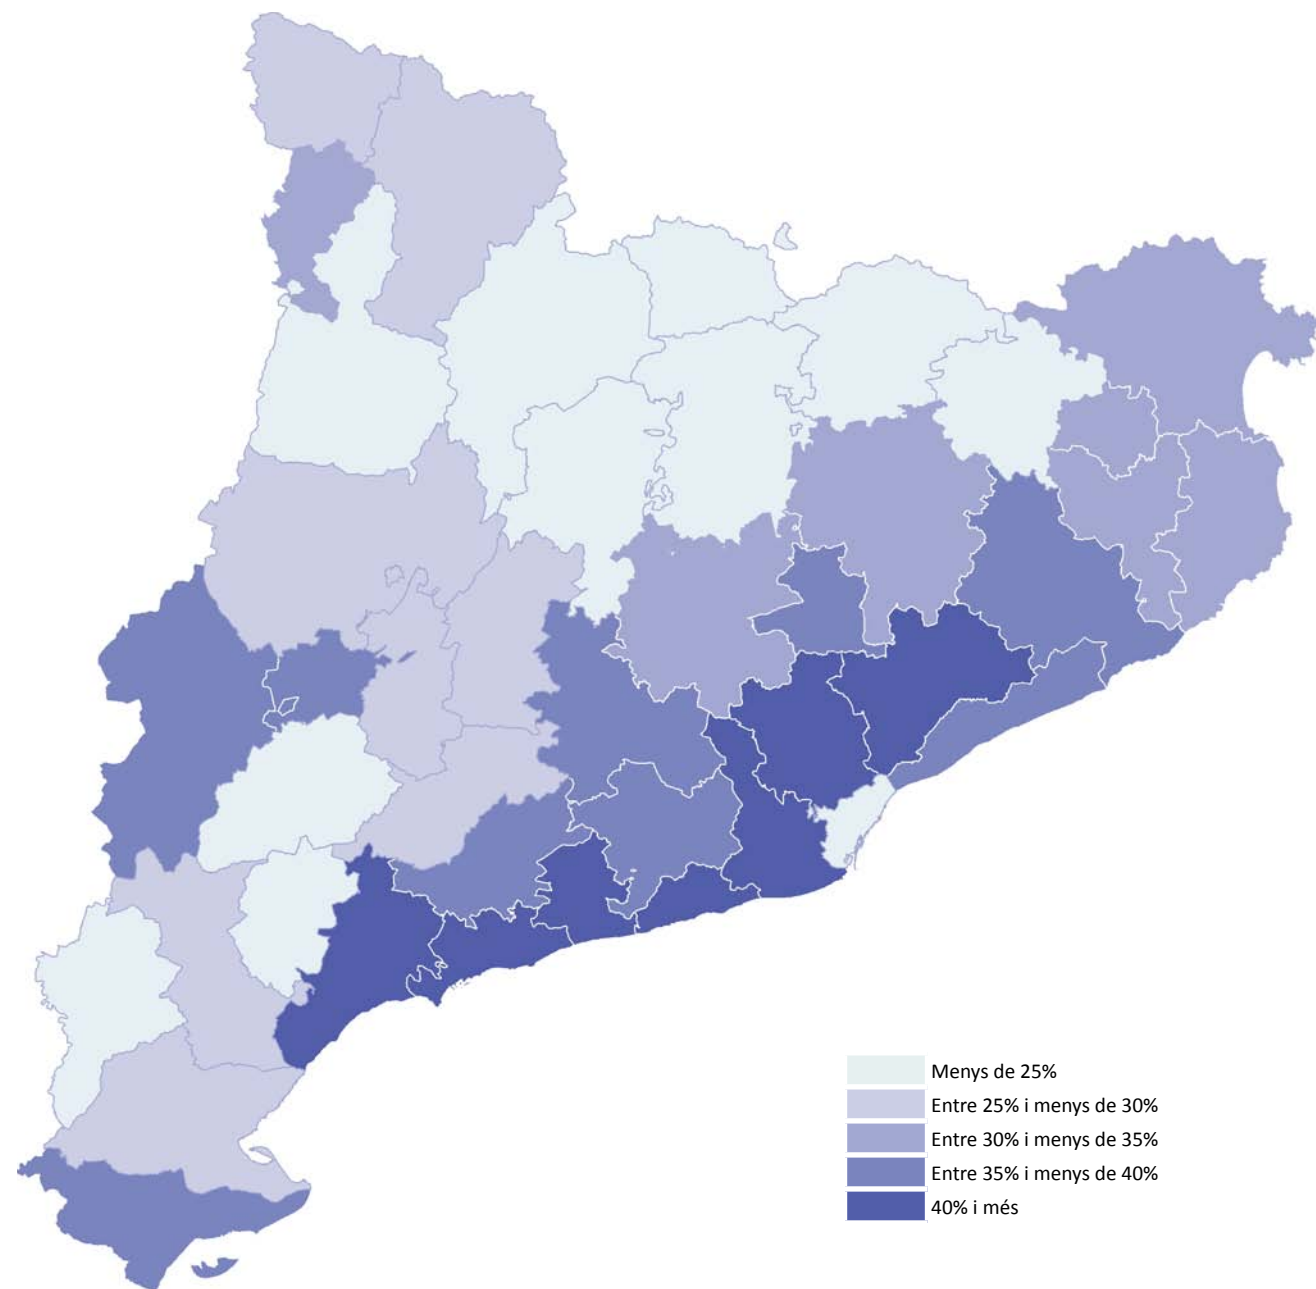 Menys de 25%
Entre 25% i menys de 30%
Entre 30% i menys de 35%
Entre 35% i menys de 40%
40% i més